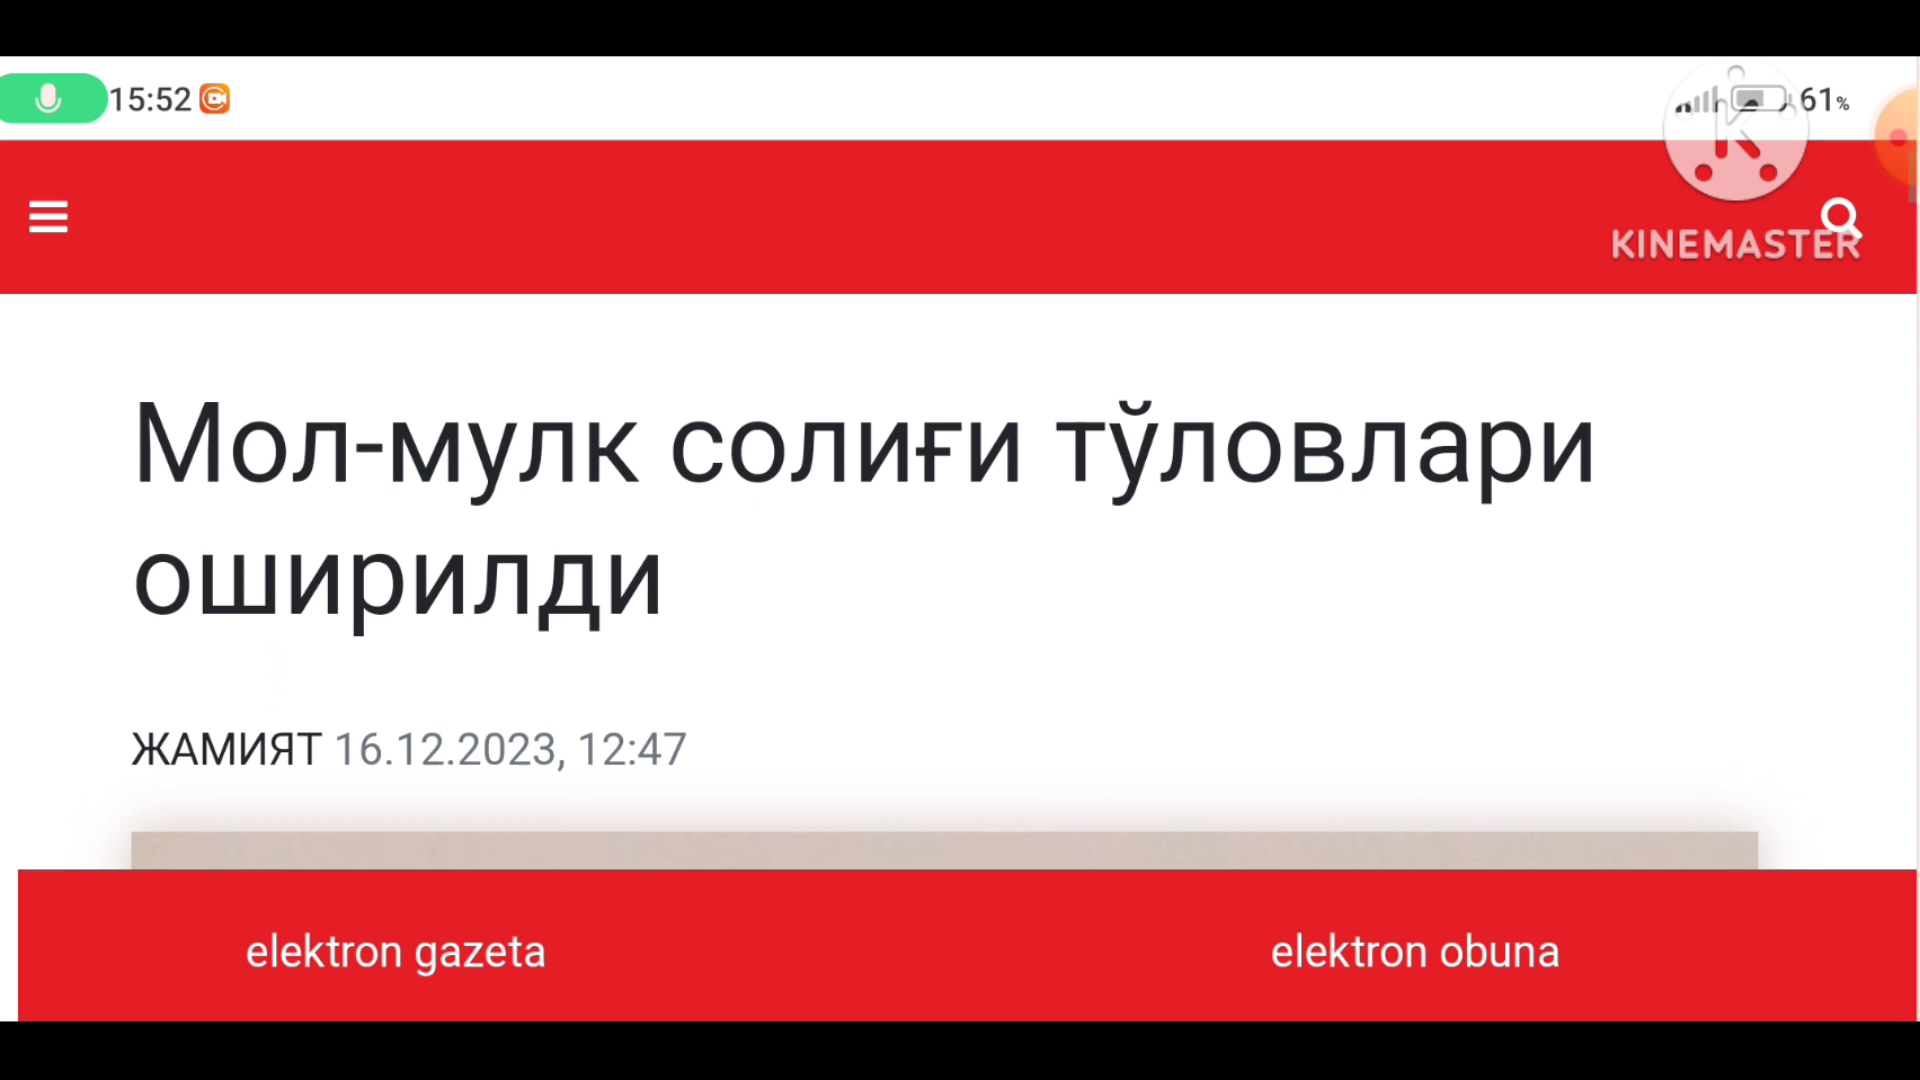 15:52
61%
KINEMASTER
Мол-мулк солиғи тўловлари
оширилди
ЖАМИЯТ 16.12.2023, 12:47
elektron gazeta
elektron obuna